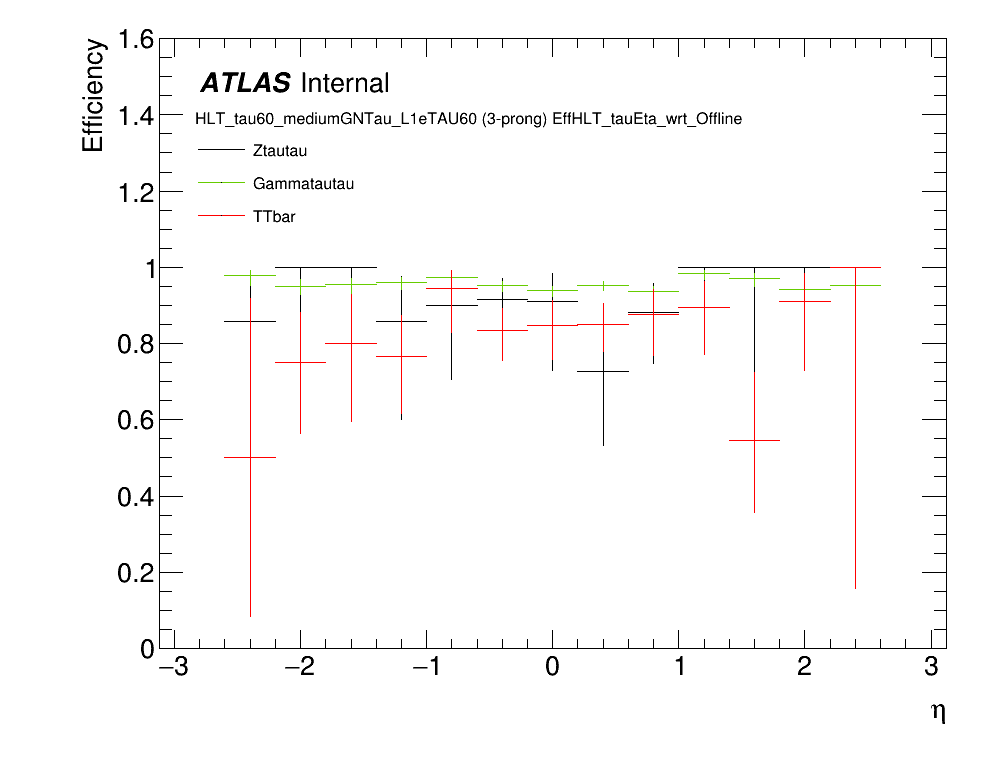 Efficiency
1.6
1.4
1.2
1
0.8
0.6
0.4
0.2
0
ATLAS Internal
HLT_tau60_mediumGNTau_L1eTAU60 (3-prong) EffHLT_tauEta_wrt_Offline
Ztautau
Gammatautau
TTbar
−3 −2 −1 0 1 2 3
η